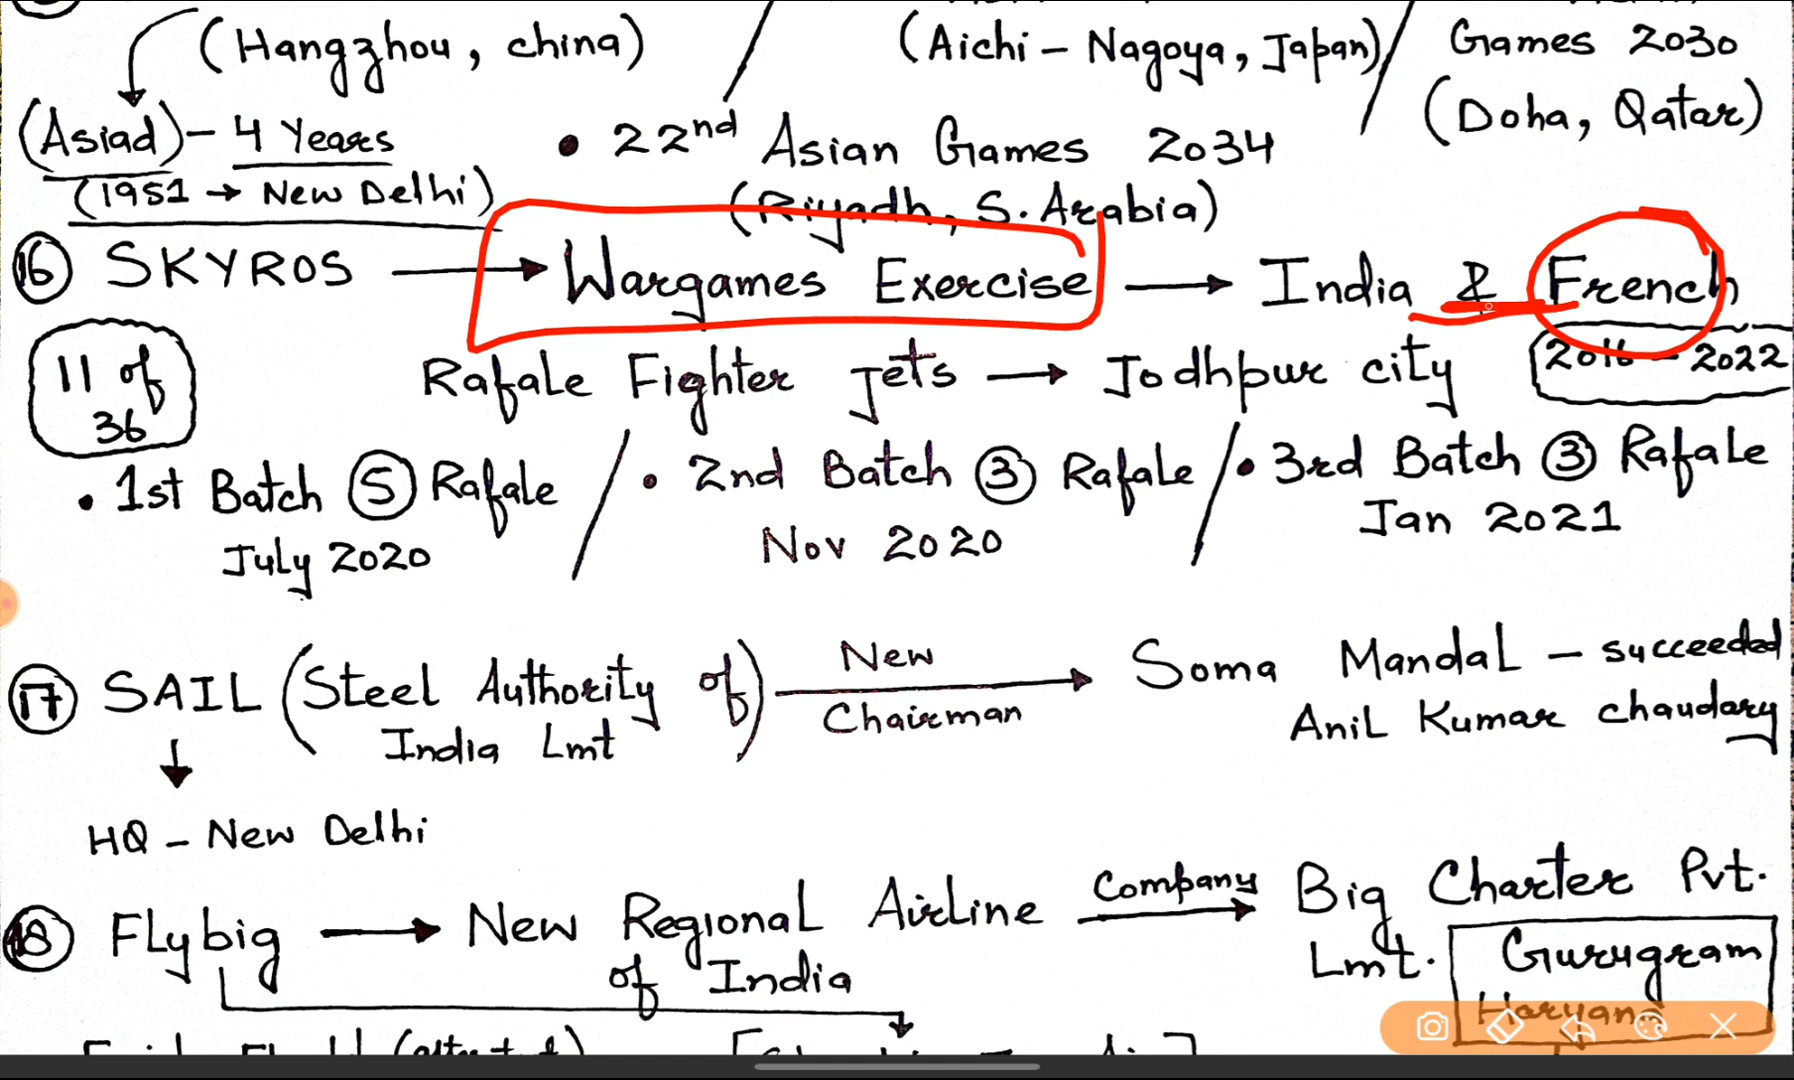 (Hangzhou, china) / (Aichi - Nagoya, Japan) / Games 2030
(Asiad) - 4 Years • 22nd Asian Games 2034 (Doha, Qatar)
(1951 → New Delhi) (Riyadh, S. Arabia)
16 SKYROS → Wargames Exercise → India & French
11 of Rafale Fighter Jets → Jodhpur city 2016 - 2022
36
• 1st Batch 5 Rafale / • 2nd Batch 3 Rafale / • 3rd Batch 3 Rafale
July 2020 Nov 2020 Jan 2021
17 SAIL (Steel Authority of) New → Soma Mandal - succeeded
India Lmt Chairman Anil Kumar chaudary
↓
HQ - New Delhi
18 Flybig → New Regional Airline Company → Big Charter Pvt.
of India Lmt. Gurugram
Haryana